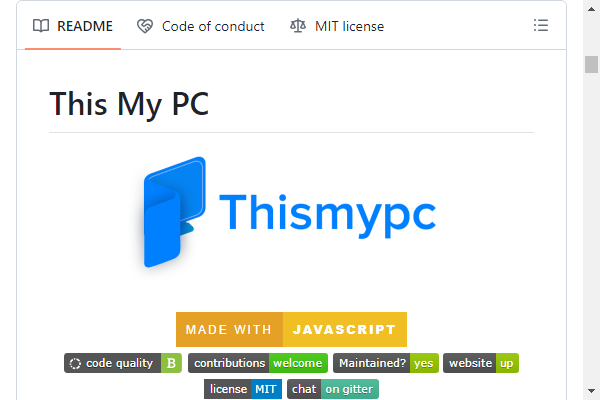 README Code of conduct MIT license
This My PC
Thismypc
MADE WITH JAVASCRIPT
code quality B contributions welcome Maintained? yes website up
license MIT chat on gitter